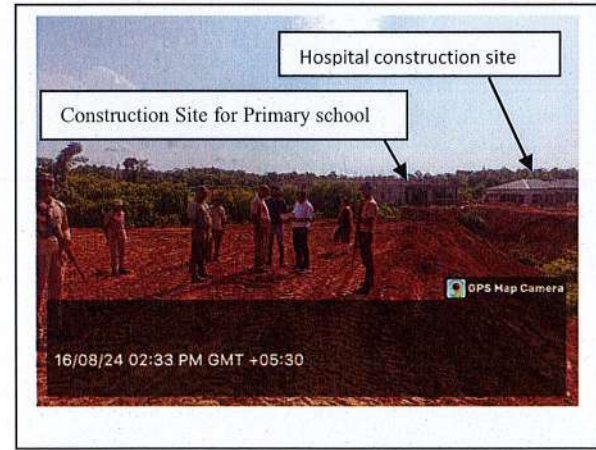 Hospital construction site
Construction Site for Primary school
GPS Map Camera
16/08/24 02:33 PM GMT +05:30